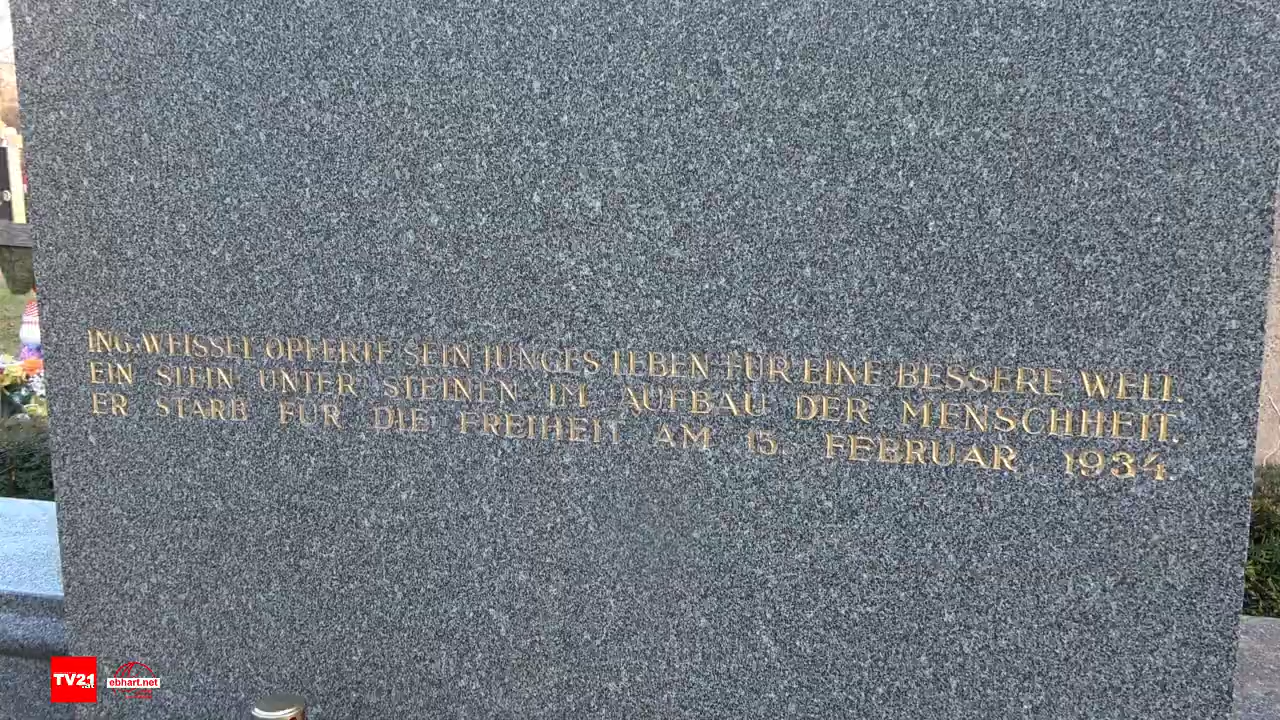 ING.WEISSEL OPFERTE SEIN JUNGES LEBEN FÜR EINE BESSERE WELT.
EIN STEIN UNTER STEINEN IM AUFBAU DER MENSCHHEIT.
ER STARB FÜR DIE FREIHEIT AM 15. FEBRUAR 1934
TV21.at
ebhart.net